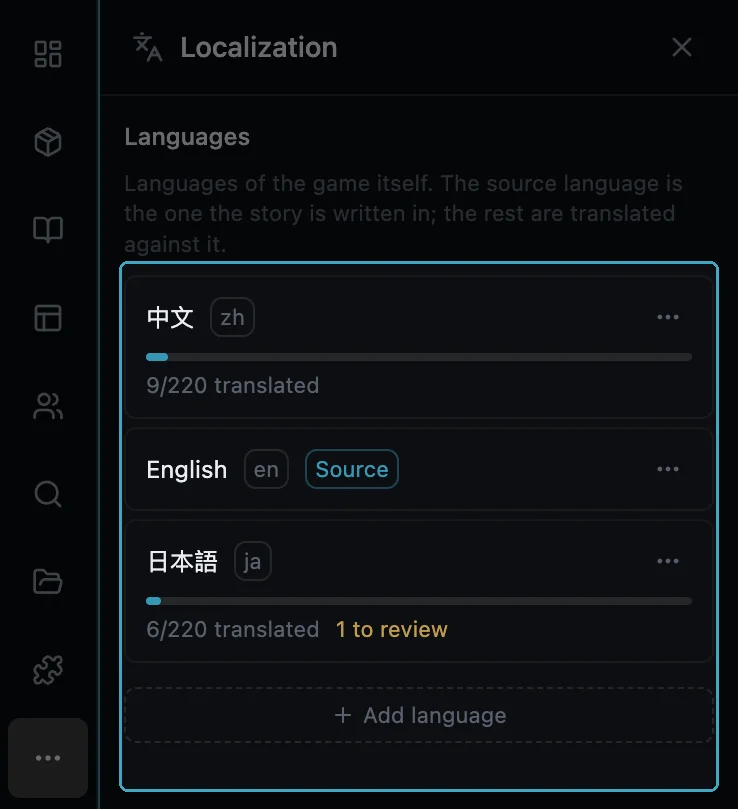 Localization
Languages
Languages of the game itself. The source language is
the one the story is written in; the rest are translated
against it.
中文 zh
9/220 translated
English en Source
日本語 ja
6/220 translated 1 to review
+ Add language